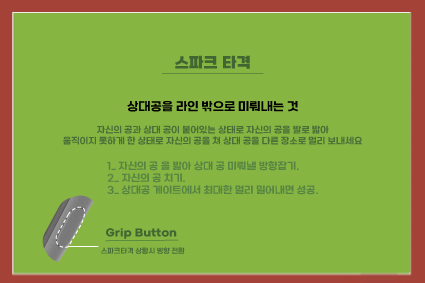 스파크 타격
상대공을 라인 밖으로 미뤄내는 것
자신의 공과 상대 공이 붙어있는 상태로 자신의 공을 발로 밟아
움직이지 못하게 한 상태로 자신의 공을 쳐 상대 공을 다른 장소로 멀리 보내세요
1_ 자신의 공 을 밟아 상대 공 미뤄낼 방향잡기.
2_ 자신의 공 치기.
3_ 상대공 게이트에서 최대한 멀리 밀어내면 성공.
Grip Button
스파크타격 상황시 방향 전환